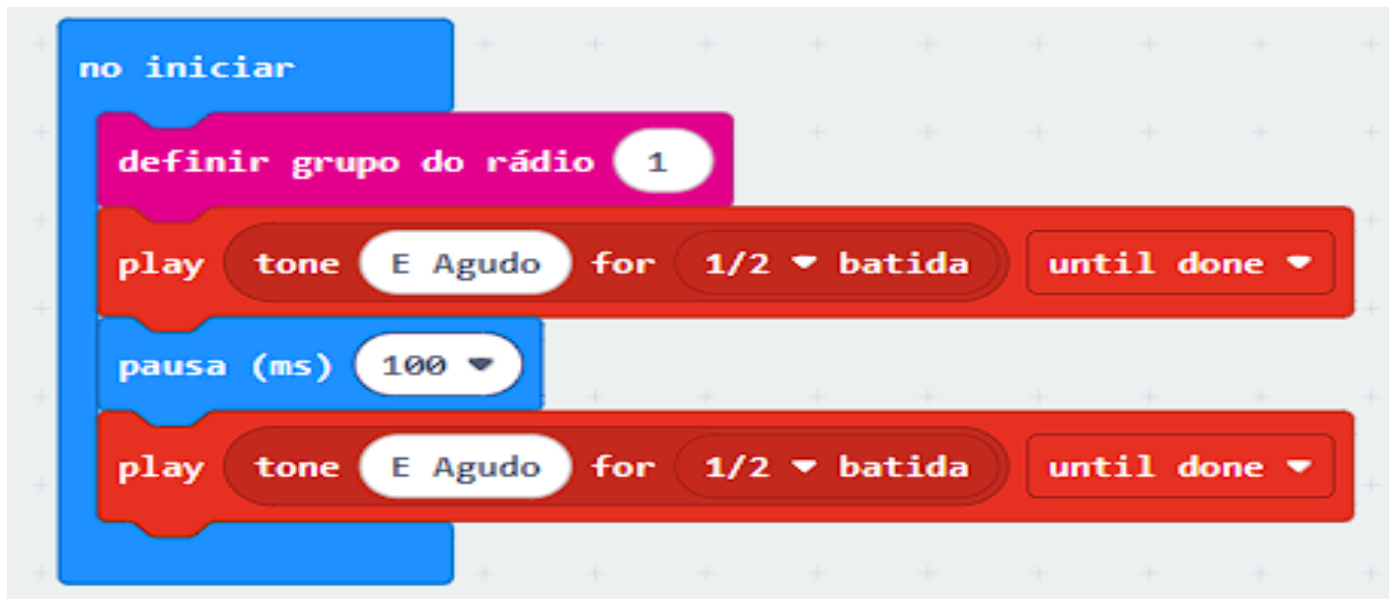 no iniciar
definir grupo do rádio 1
play tone E Agudo for 1/2 batida until done
pausa (ms) 100
play tone E Agudo for 1/2 batida until done